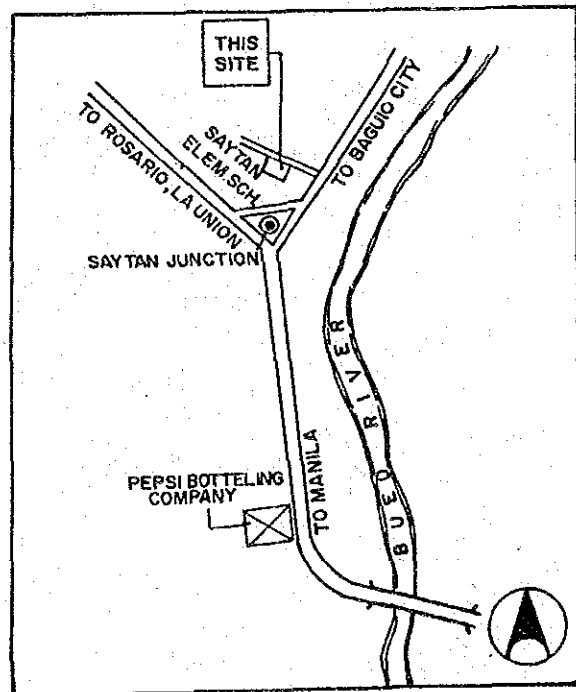 THIS
SITE
TO ROSARIO, LA UNION
SAYTAN
ELEM. SCH.
TO BAGUIO CITY
SAYTAN JUNCTION
BUED RIVER
PEPSI BOTTELING
COMPANY
TO MANILA